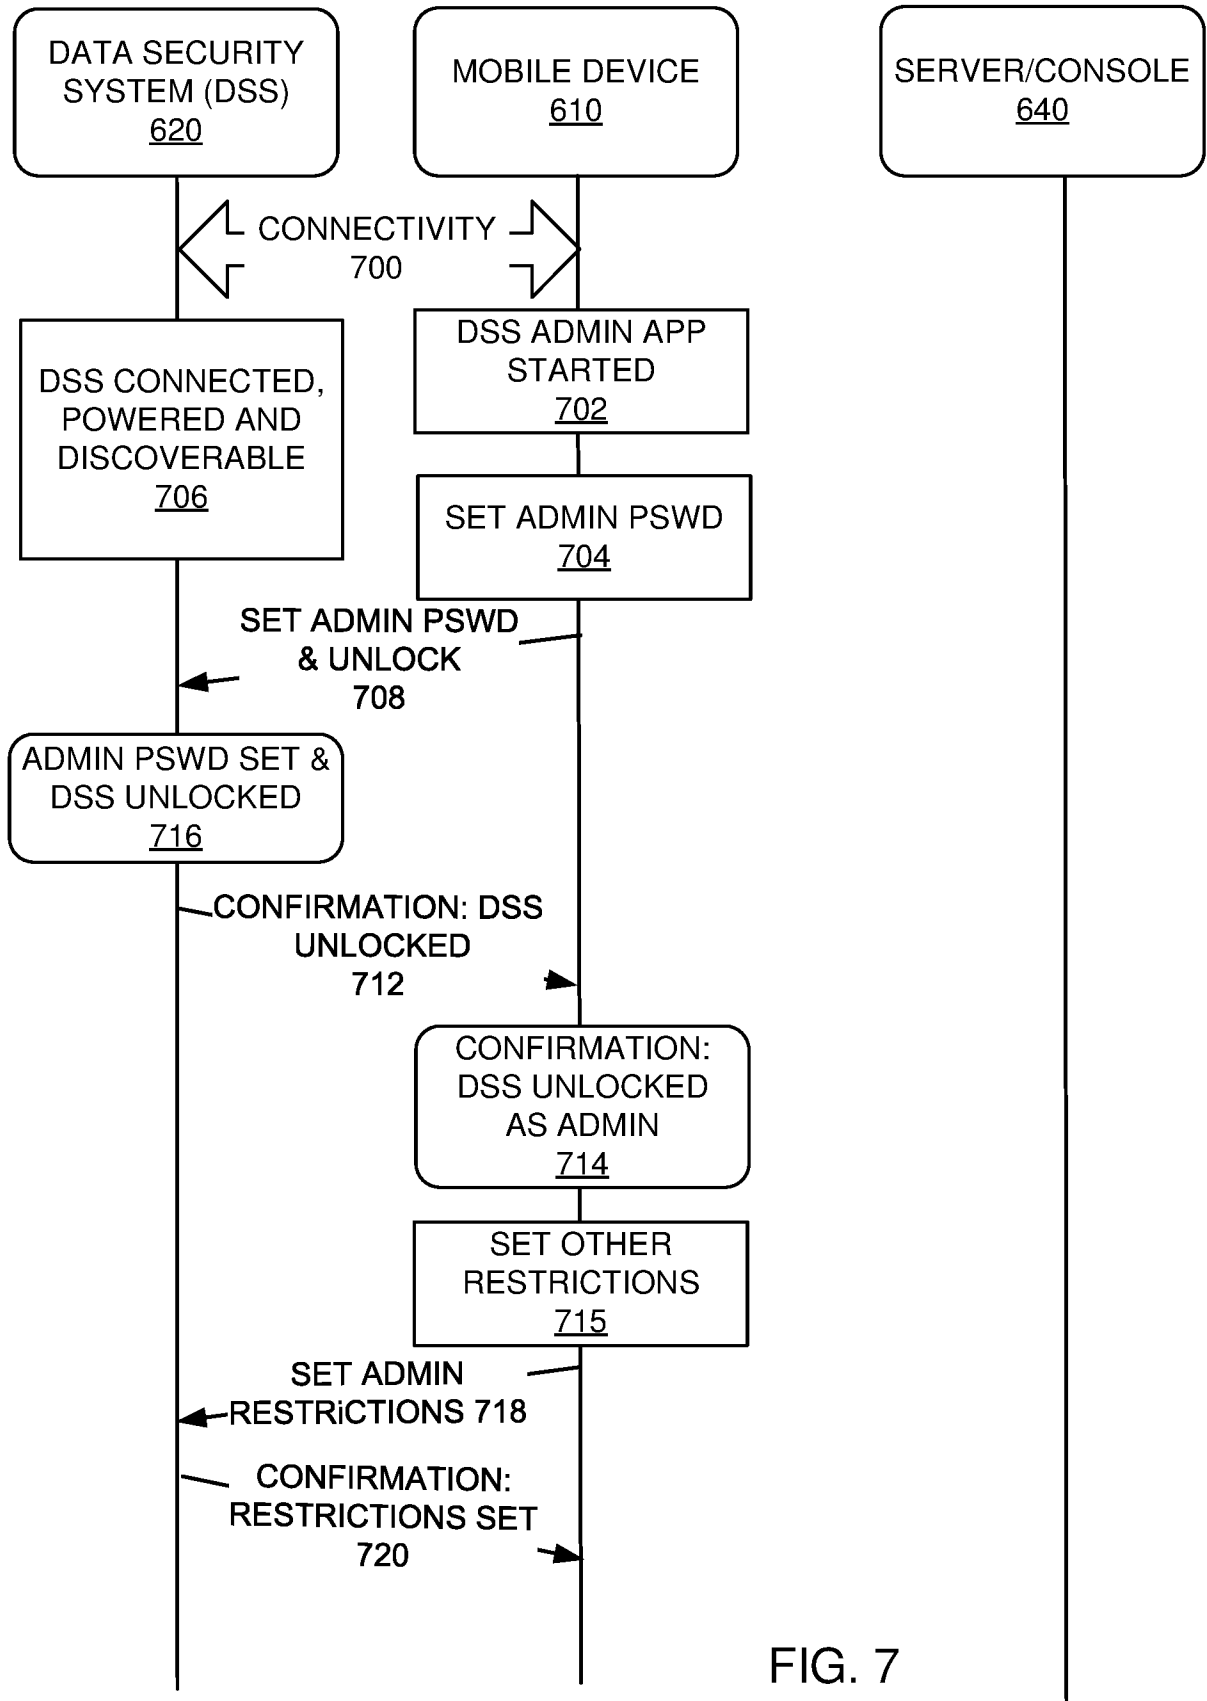 DATA SECURITY
SYSTEM (DSS)
620
MOBILE DEVICE
610
SERVER/CONSOLE
640
CONNECTIVITY
700
DSS ADMIN APP
STARTED
702
DSS CONNECTED,
POWERED AND
DISCOVERABLE
706
SET ADMIN PSWD
704
SET ADMIN PSWD
& UNLOCK
708
ADMIN PSWD SET &
DSS UNLOCKED
716
CONFIRMATION: DSS
UNLOCKED
712
CONFIRMATION:
DSS UNLOCKED
AS ADMIN
714
SET OTHER
RESTRICTIONS
715
SET ADMIN
RESTRiCTIONS 718
CONFIRMATION:
RESTRICTIONS SET
720
FIG. 7